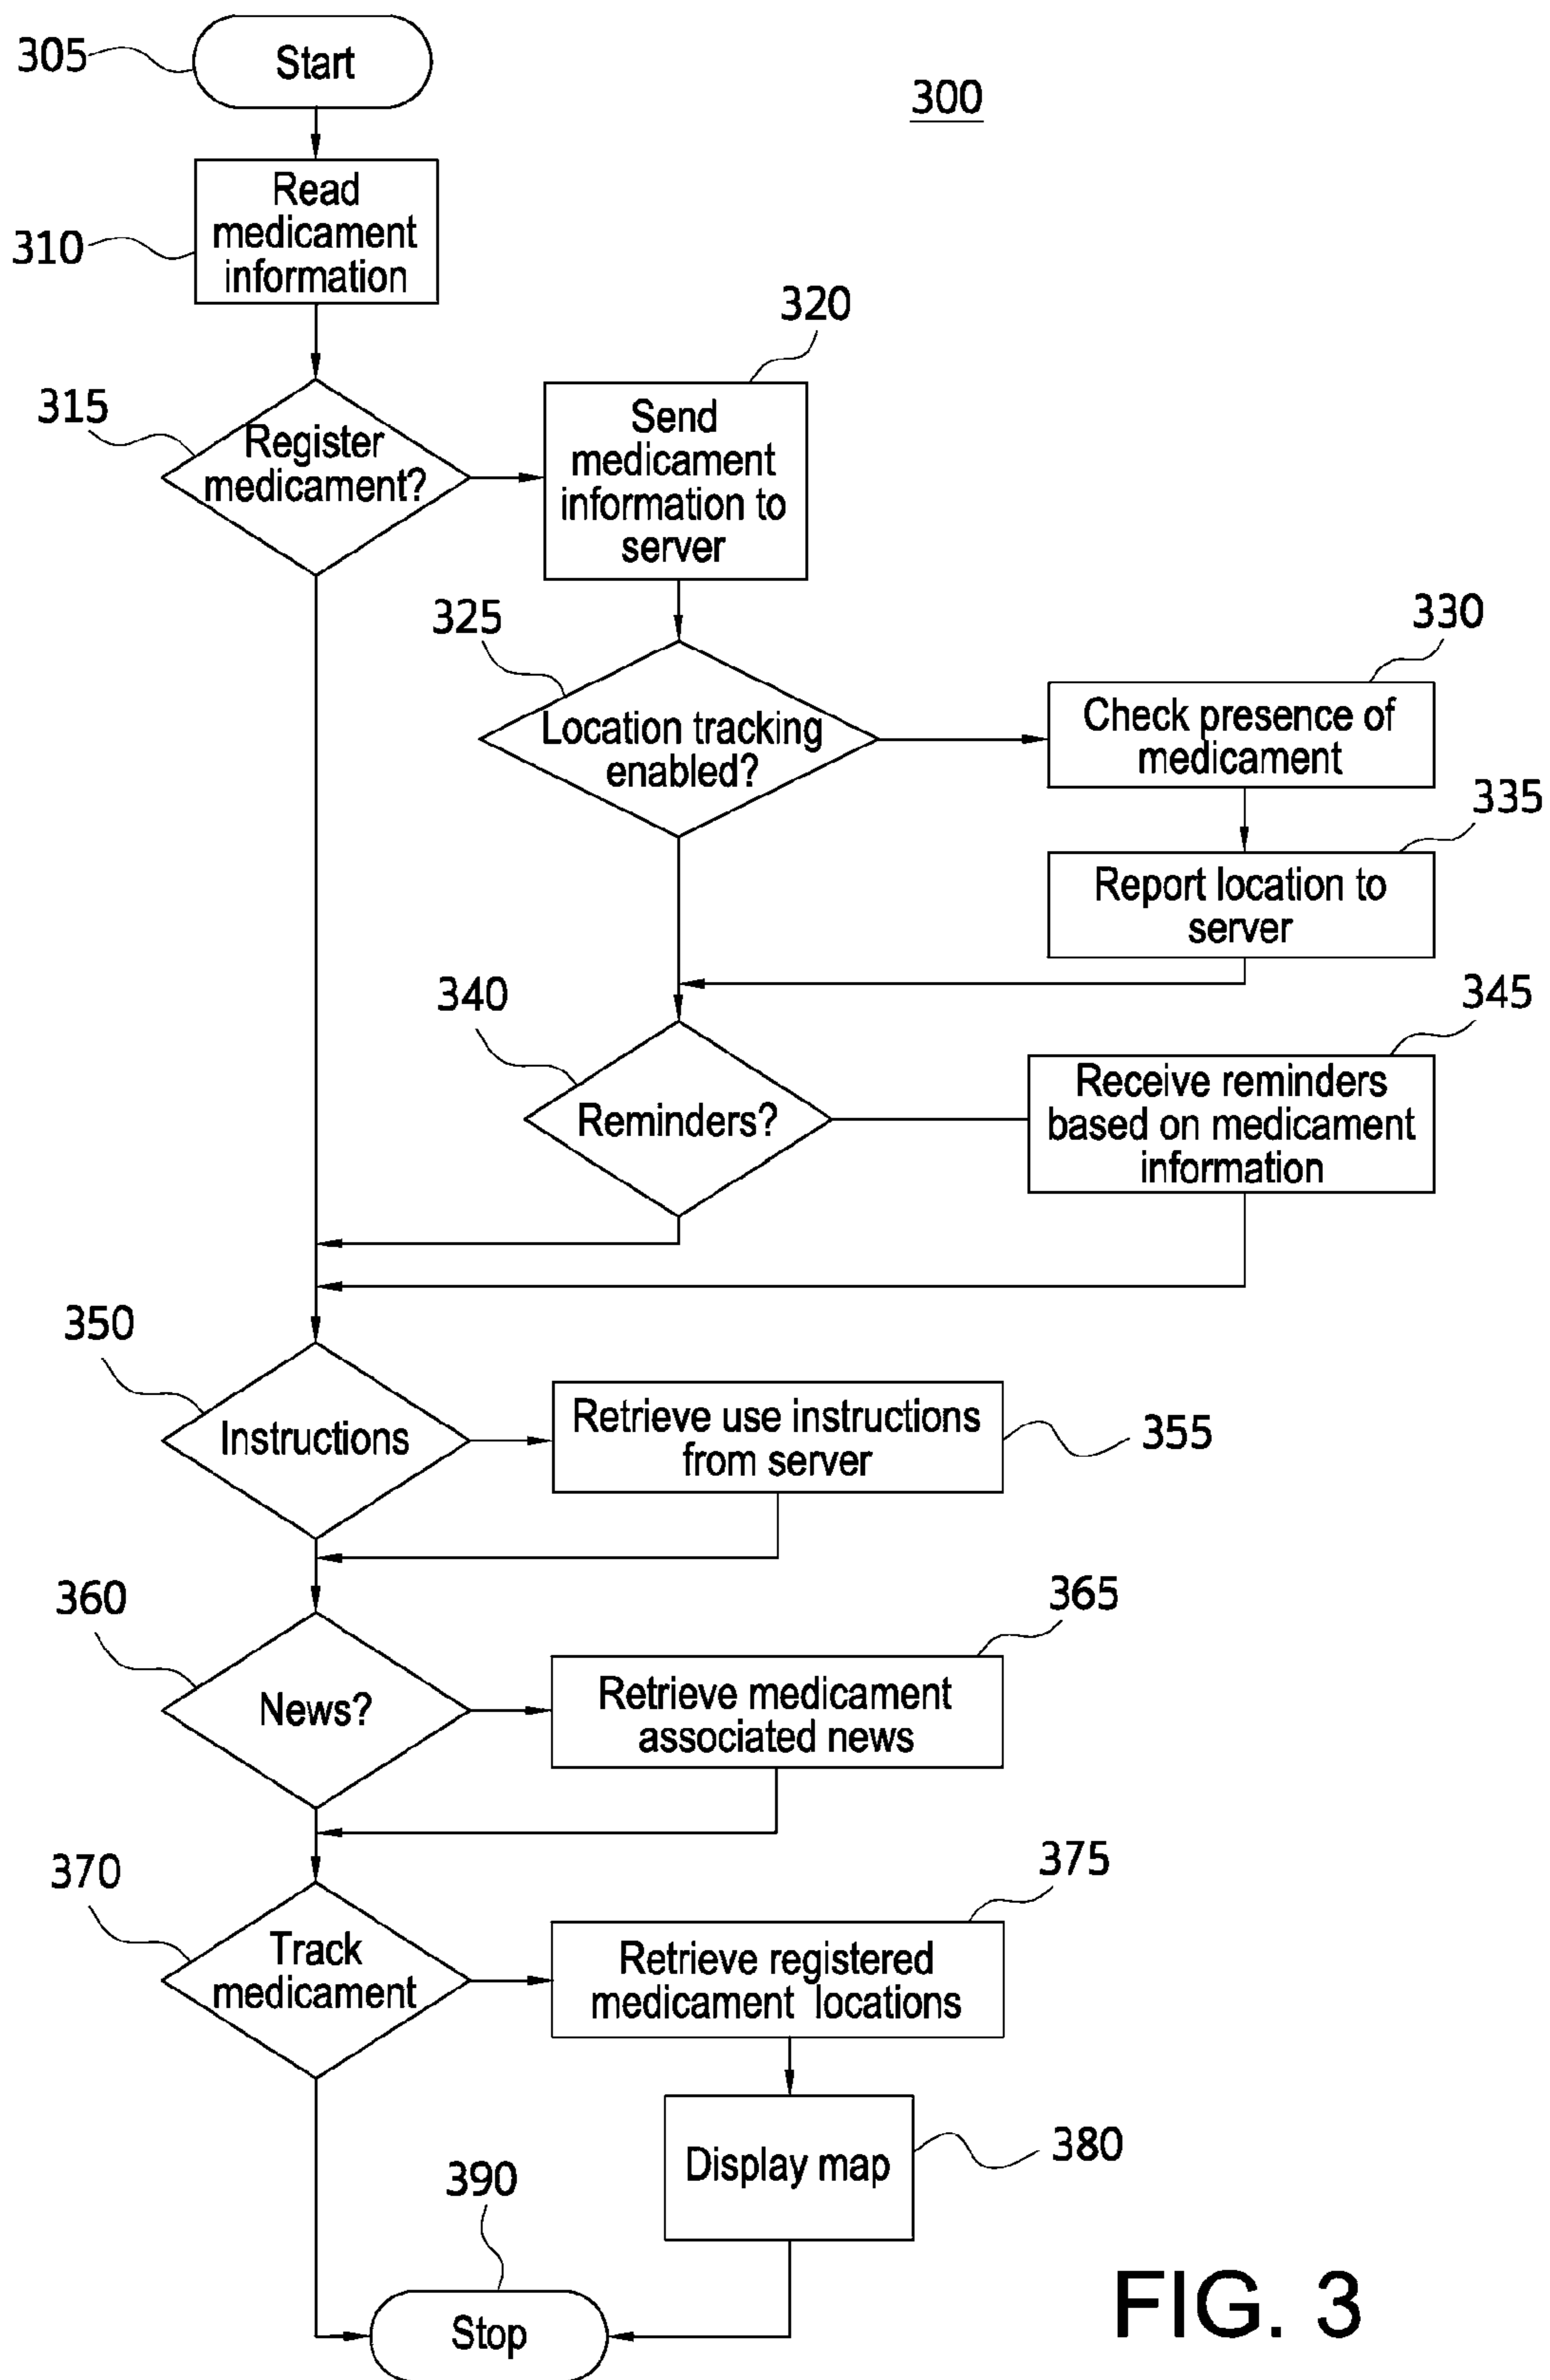 305
Start
300
310
Read
medicament
information
320
315
Register
medicament?
Send
medicament
information to
server
325
Location tracking
enabled?
330
Check presence of
medicament
335
Report location to
server
340
Reminders?
345
Receive reminders
based on medicament
information
350
Instructions
Retrieve use instructions
from server
355
360
News?
365
Retrieve medicament
associated news
370
Track
medicament
375
Retrieve registered
medicament locations
Display map
380
390
Stop
FIG. 3